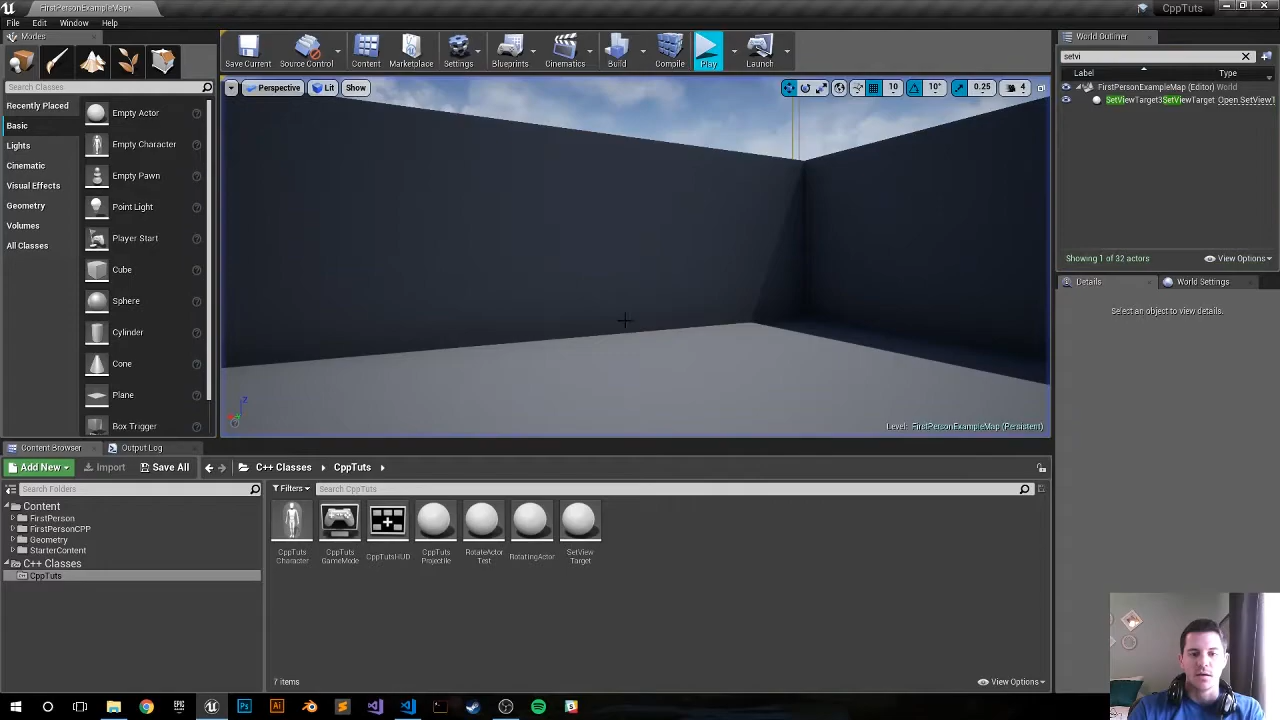 FirstPersonExampleMap*
CppTuts
File Edit Window Help
Modes
Search Classes
Recently Placed
Basic
Lights
Cinematic
Visual Effects
Geometry
Volumes
All Classes
Empty Actor
Empty Character
Empty Pawn
Point Light
Player Start
Cube
Sphere
Cylinder
Cone
Plane
Box Trigger
Save Current
Source Control
Content
Marketplace
Settings
Blueprints
Cinematics
Build
Compile
Play
Launch
Perspective
Lit
Show
10
10°
0.25
4
Z
Level: FirstPersonExampleMap (Persistent)
World Outliner
setvi
Label Type
FirstPersonExampleMap (Editor) World
SetViewTarget3SetViewTarget Open SetViewT
Showing 1 of 32 actors
View Options
Details
World Settings
Select an object to view details.
Content Browser
Output Log
Add New
Import
Save All
C++ Classes
CppTuts
Search Folders
Content
FirstPerson
FirstPersonCPP
Geometry
StarterContent
C++ Classes
CppTuts
Filters
Search CppTuts
CppTuts Character
CppTuts GameMode
CppTutsHUD
CppTuts Projectile
RotateActor Test
RotatingActor
SetView Target
7 items
View Options